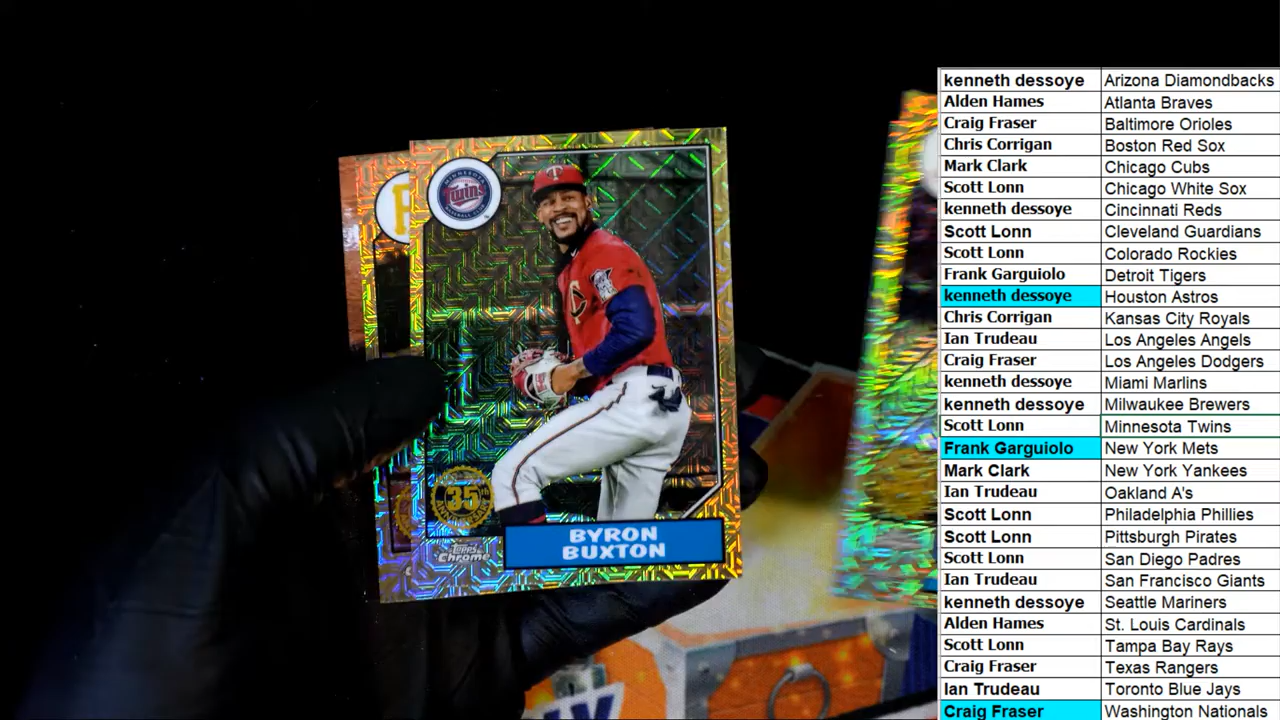 MINNESOTA
Twins
BASEBALL CLUB
P
35TH
ANNIVERSARY
Topps
Chrome
BYRON
BUXTON
kenneth dessoye Arizona Diamondbacks
Alden Hames Atlanta Braves
Craig Fraser Baltimore Orioles
Chris Corrigan Boston Red Sox
Mark Clark Chicago Cubs
Scott Lonn Chicago White Sox
kenneth dessoye Cincinnati Reds
Scott Lonn Cleveland Guardians
Scott Lonn Colorado Rockies
Frank Garguiolo Detroit Tigers
kenneth dessoye Houston Astros
Chris Corrigan Kansas City Royals
Ian Trudeau Los Angeles Angels
Craig Fraser Los Angeles Dodgers
kenneth dessoye Miami Marlins
kenneth dessoye Milwaukee Brewers
Scott Lonn Minnesota Twins
Frank Garguiolo New York Mets
Mark Clark New York Yankees
Ian Trudeau Oakland A's
Scott Lonn Philadelphia Phillies
Scott Lonn Pittsburgh Pirates
Scott Lonn San Diego Padres
Ian Trudeau San Francisco Giants
kenneth dessoye Seattle Mariners
Alden Hames St. Louis Cardinals
Scott Lonn Tampa Bay Rays
Craig Fraser Texas Rangers
Ian Trudeau Toronto Blue Jays
Craig Fraser Washington Nationals